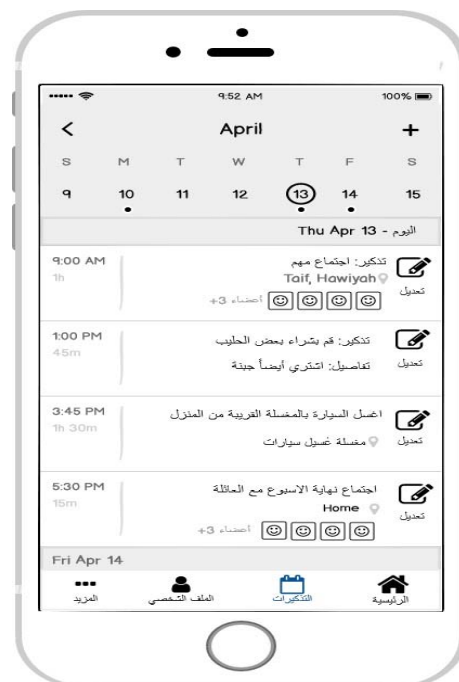 9:52 AM 100%
< April +
S M T W T F S
9 10 11 12 13 14 15
اليوم - Thu Apr 13
9:00 AM تذكير: اجتماع مهم
1h Taif, Hawiyah
تعديل
أعضاء 3+
1:00 PM تذكير: قم بشراء بعض الحليب
45m
تعديل
تفاصيل: اشتري أيضاً جبنة
3:45 PM اغسل السيارة بالمغسلة القريبة من المنزل
1h 30m
تعديل
مغسلة غسيل سيارات
5:30 PM اجتماع نهاية الاسبوع مع العائلة
15m Home
تعديل
أعضاء 3+
Fri Apr 14
الرئيسية التذكيرات الملف الشخصي المزيد